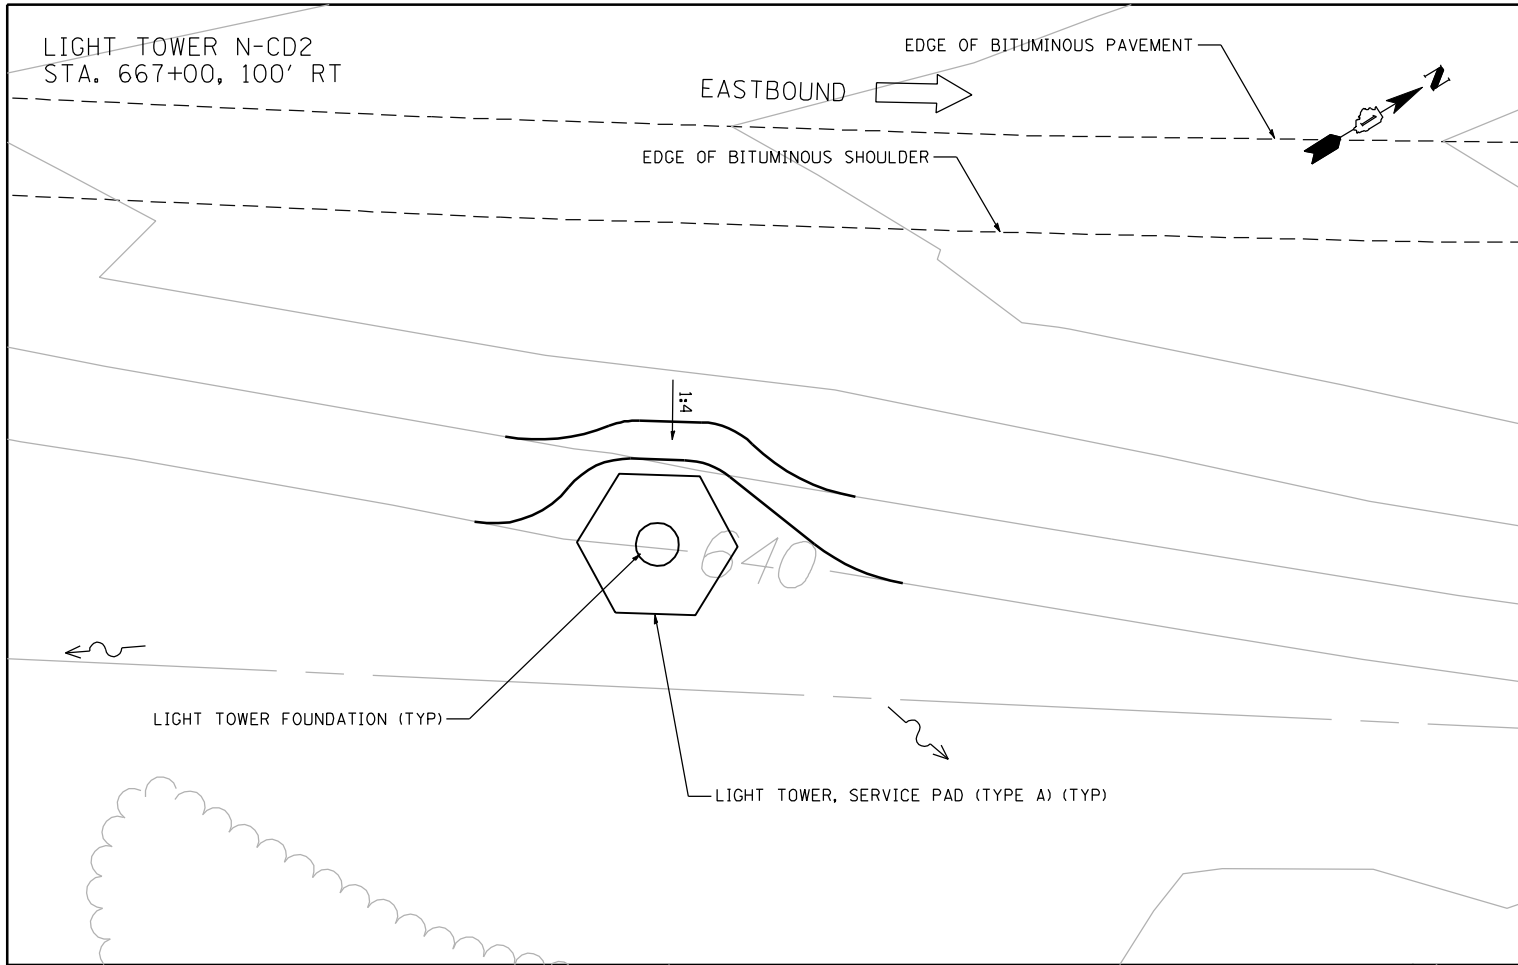 LIGHT TOWER N-CD2
STA. 667+00, 100' RT
EDGE OF BITUMINOUS PAVEMENT
EASTBOUND
N
EDGE OF BITUMINOUS SHOULDER
1:4
640
LIGHT TOWER FOUNDATION (TYP)
LIGHT TOWER, SERVICE PAD (TYPE A) (TYP)